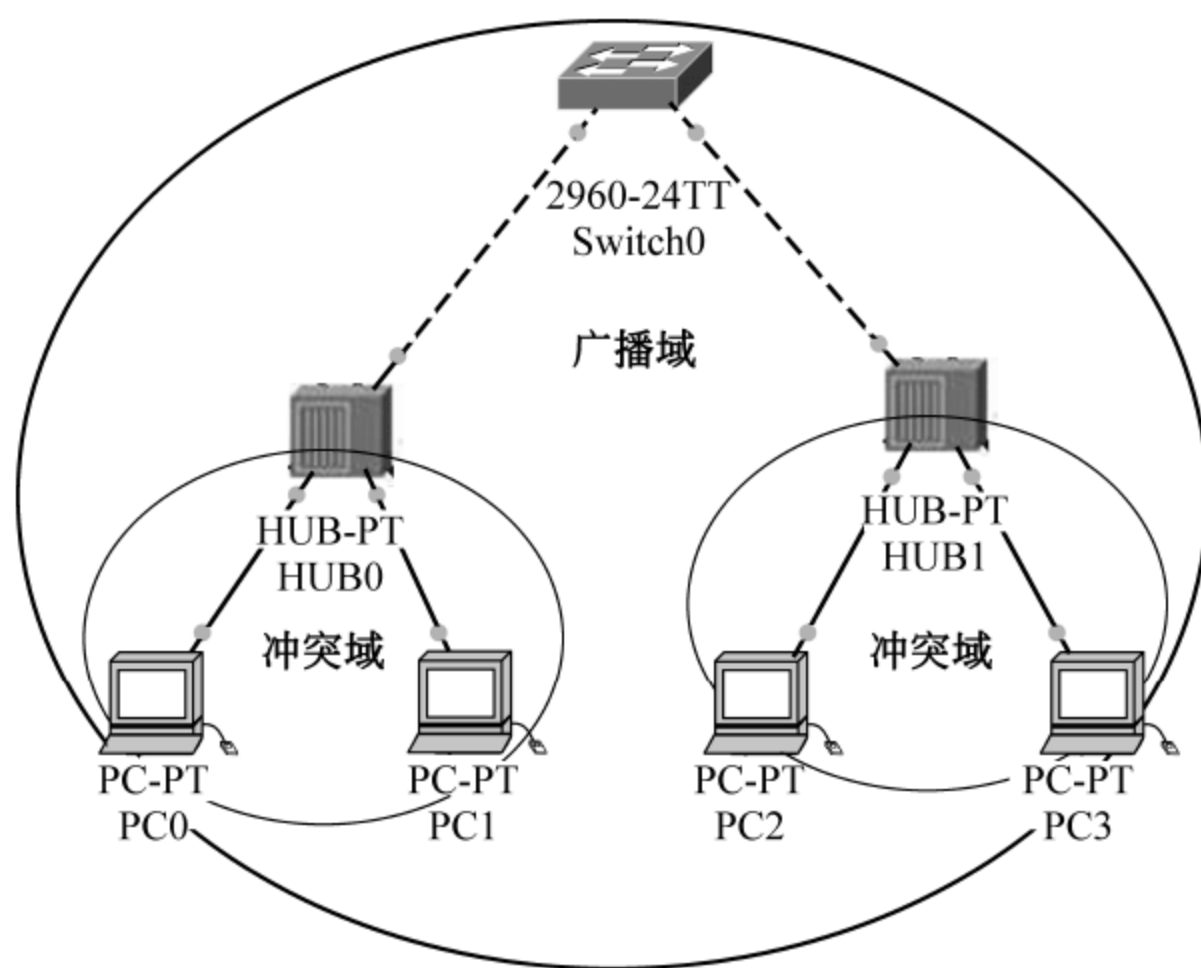 2960-24TT
Switch0
广播域
HUB-PT
HUB0
HUB-PT
HUB1
冲突域
冲突域
PC-PT
PC0
PC-PT
PC1
PC-PT
PC2
PC-PT
PC3